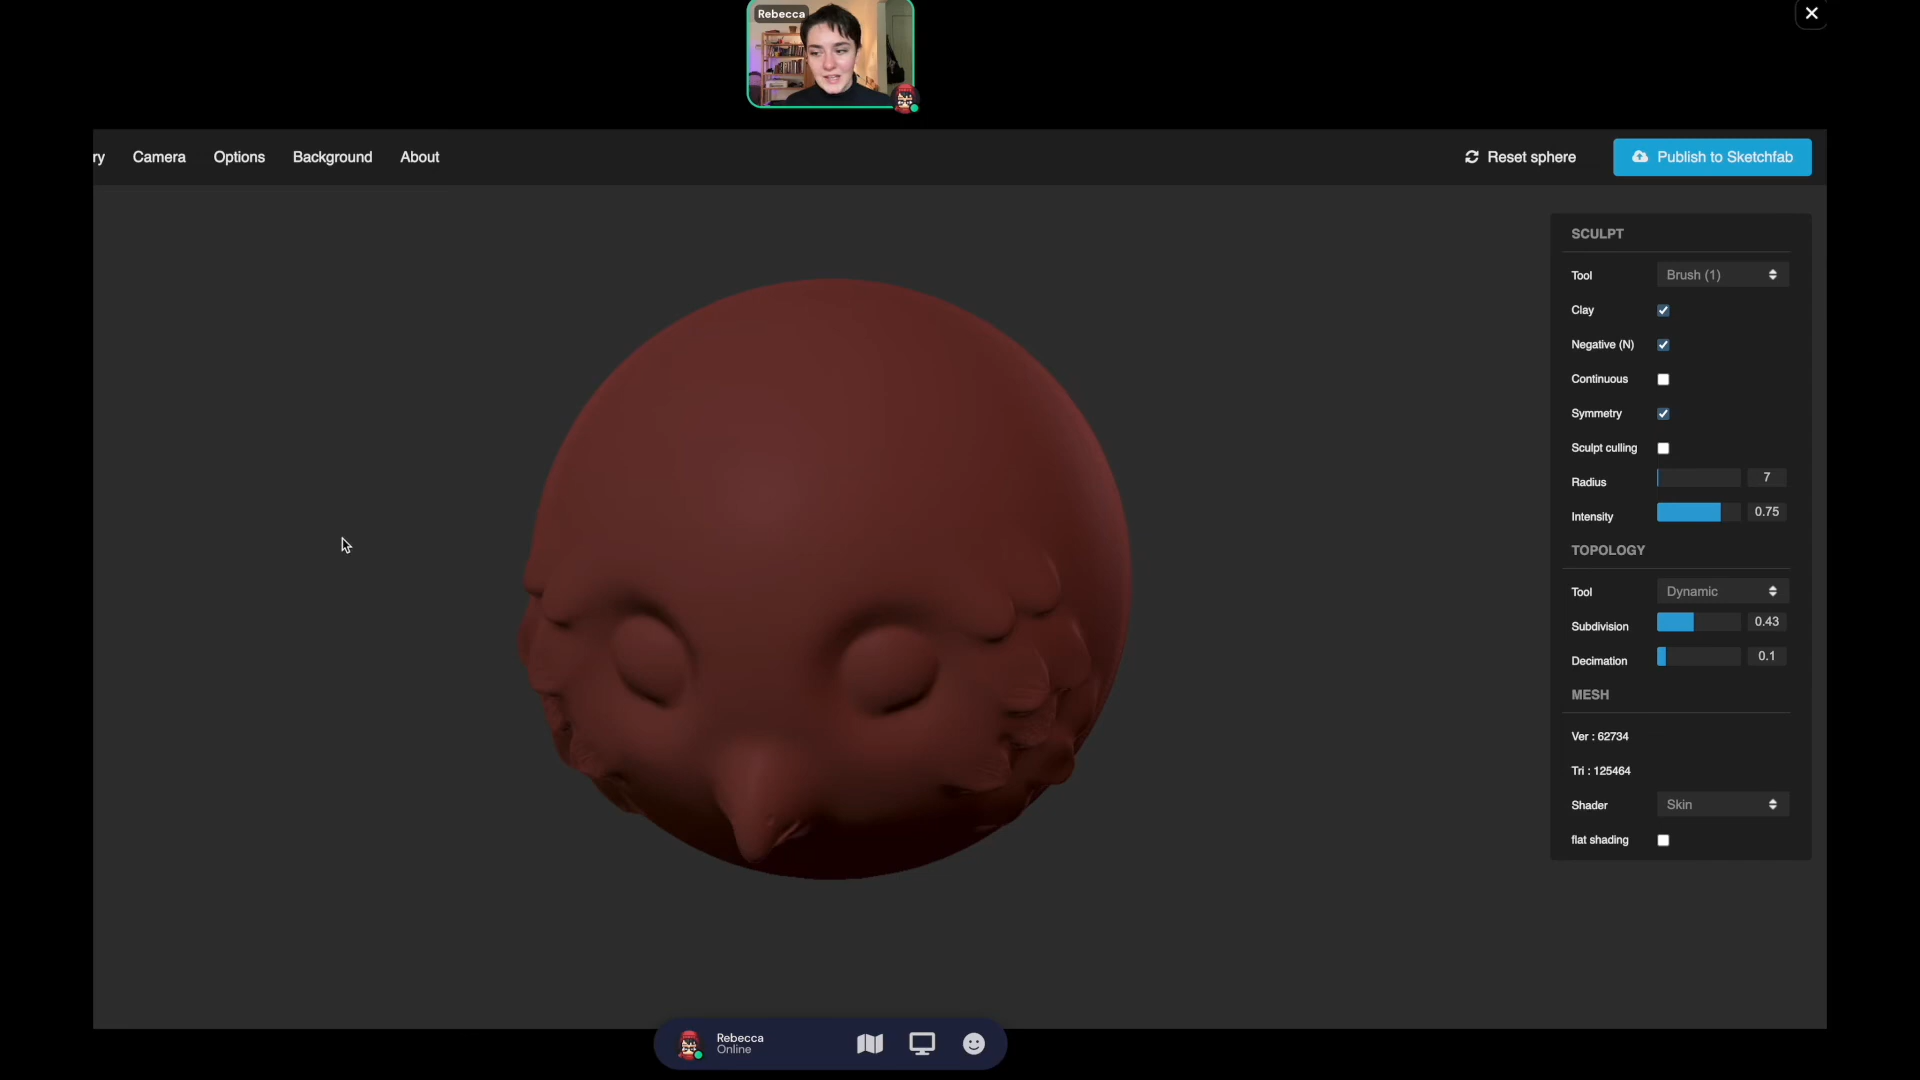 Rebecca
ry Camera Options Background About Reset sphere Publish to Sketchfab
SCULPT
Tool Brush (1)
Clay
Negative (N)
Continuous
Symmetry
Sculpt culling
Radius 7
Intensity 0.75
TOPOLOGY
Tool Dynamic
Subdivision 0.43
Decimation 0.1
MESH
Ver : 62734
Tri : 125464
Shader Skin
flat shading
Rebecca
Online